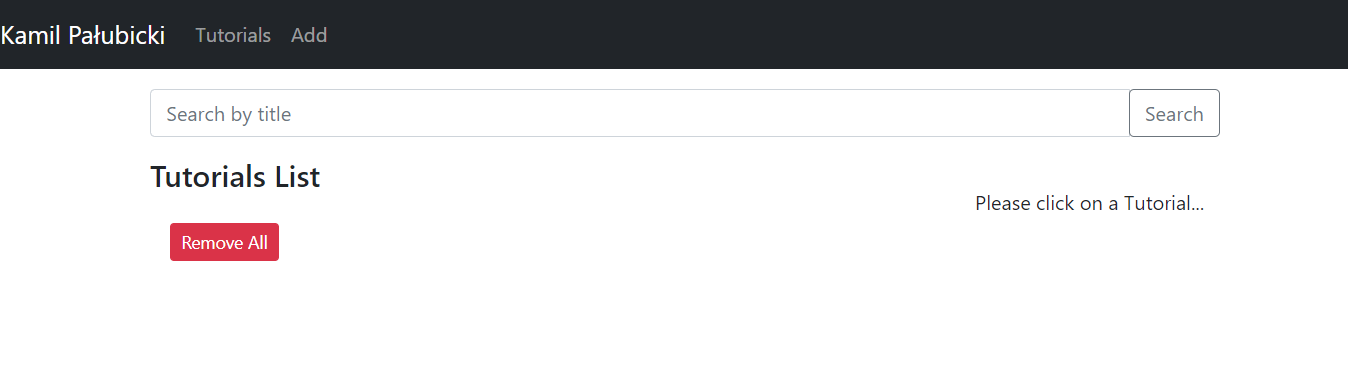 Kamil Pałubicki Tutorials Add
Search by title Search
Tutorials List
Please click on a Tutorial...
Remove All